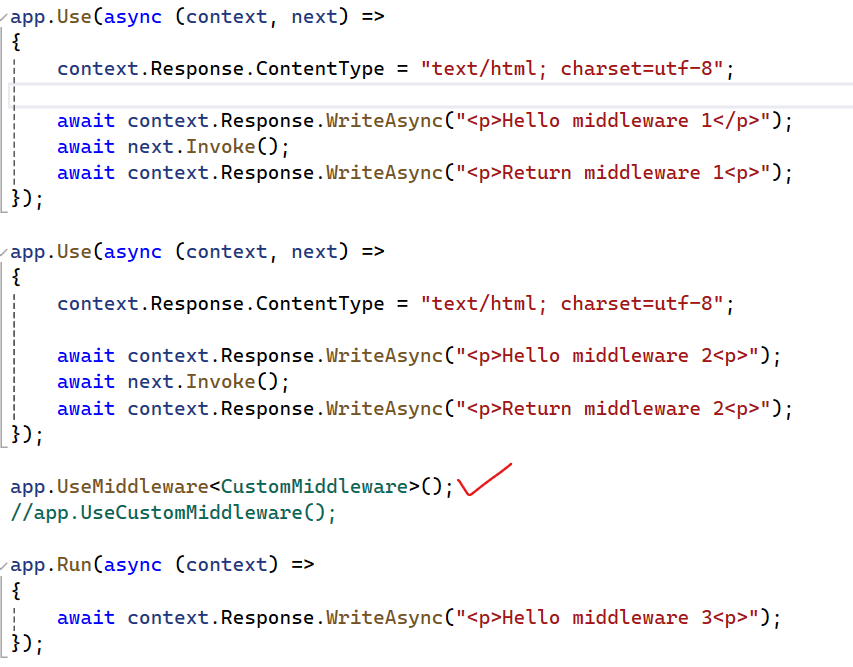 app.Use(async (context, next) =>
{
    context.Response.ContentType = "text/html; charset=utf-8";
    await context.Response.WriteAsync("<p>Hello middleware 1</p>");
    await next.Invoke();
    await context.Response.WriteAsync("<p>Return middleware 1<p>");
});
app.Use(async (context, next) =>
{
    context.Response.ContentType = "text/html; charset=utf-8";
    await context.Response.WriteAsync("<p>Hello middleware 2<p>");
    await next.Invoke();
    await context.Response.WriteAsync("<p>Return middleware 2<p>");
});
app.UseMiddleware<CustomMiddleware>();
//app.UseCustomMiddleware();
app.Run(async (context) =>
{
    await context.Response.WriteAsync("<p>Hello middleware 3<p>");
});